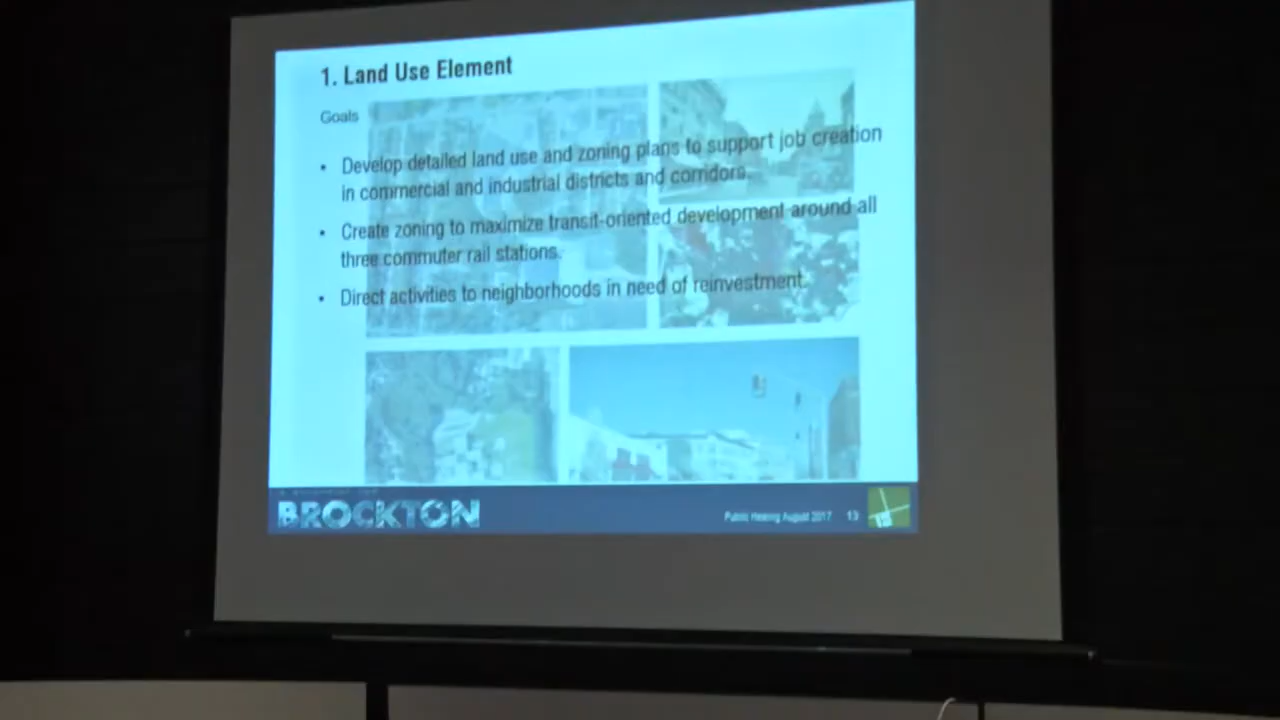 1. Land Use Element
Goals
• Develop detailed land use and zoning plans to support job creation
in commercial and industrial districts and corridors.
• Create zoning to maximize transit-oriented development around all
three commuter rail stations.
• Direct activities to neighborhoods in need of reinvestment.
BROCKTON
Public Hearing August 2017 13